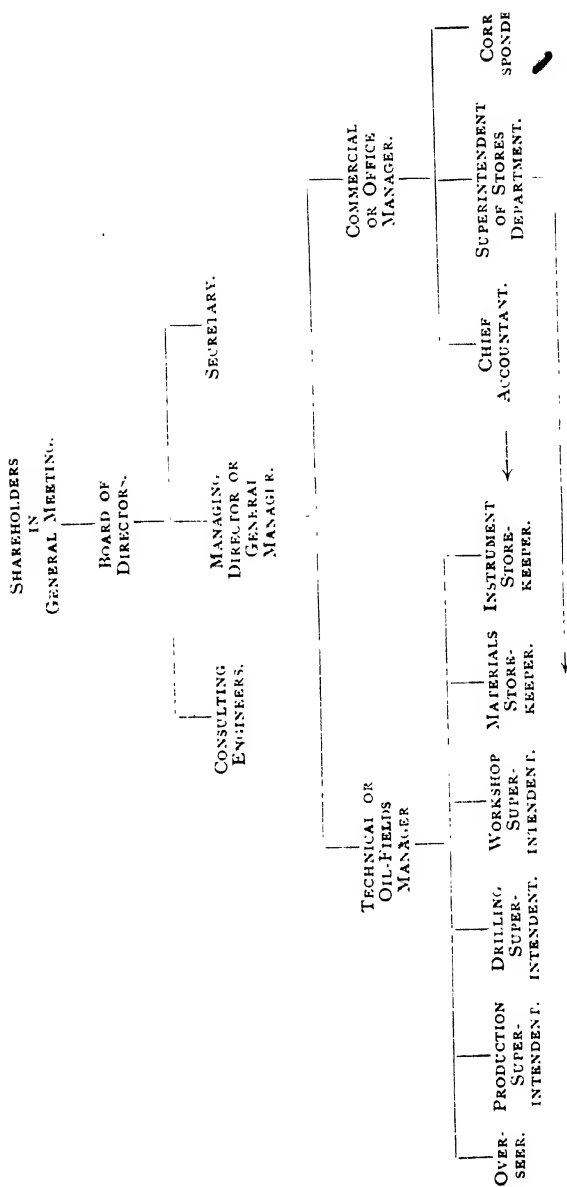 SHAREHOLDERS
IN
GENERAL MEETING.
BOARD OF
DIRECTORS.
CONSULTING
ENGINEERS.
MANAGING
DIRECTOR OR
GENERAL
MANAGER.
SECRETARY.
TECHNICAL OR
OIL-FIELDS
MANAGER
COMMERCIAL
OR OFFICE
MANAGER.
OVER-
SEER.
PRODUCTION
SUPER-
INTENDENT.
DRILLING
SUPER-
INTENDENT.
WORKSHOP
SUPER-
INTENDENT.
MATERIALS
STORE-
KEEPER.
INSTRUMENT
STORE-
KEEPER.
CHIEF
ACCOUNTANT.
SUPERINTENDENT
OF STORES
DEPARTMENT.
CORR
SPONDE